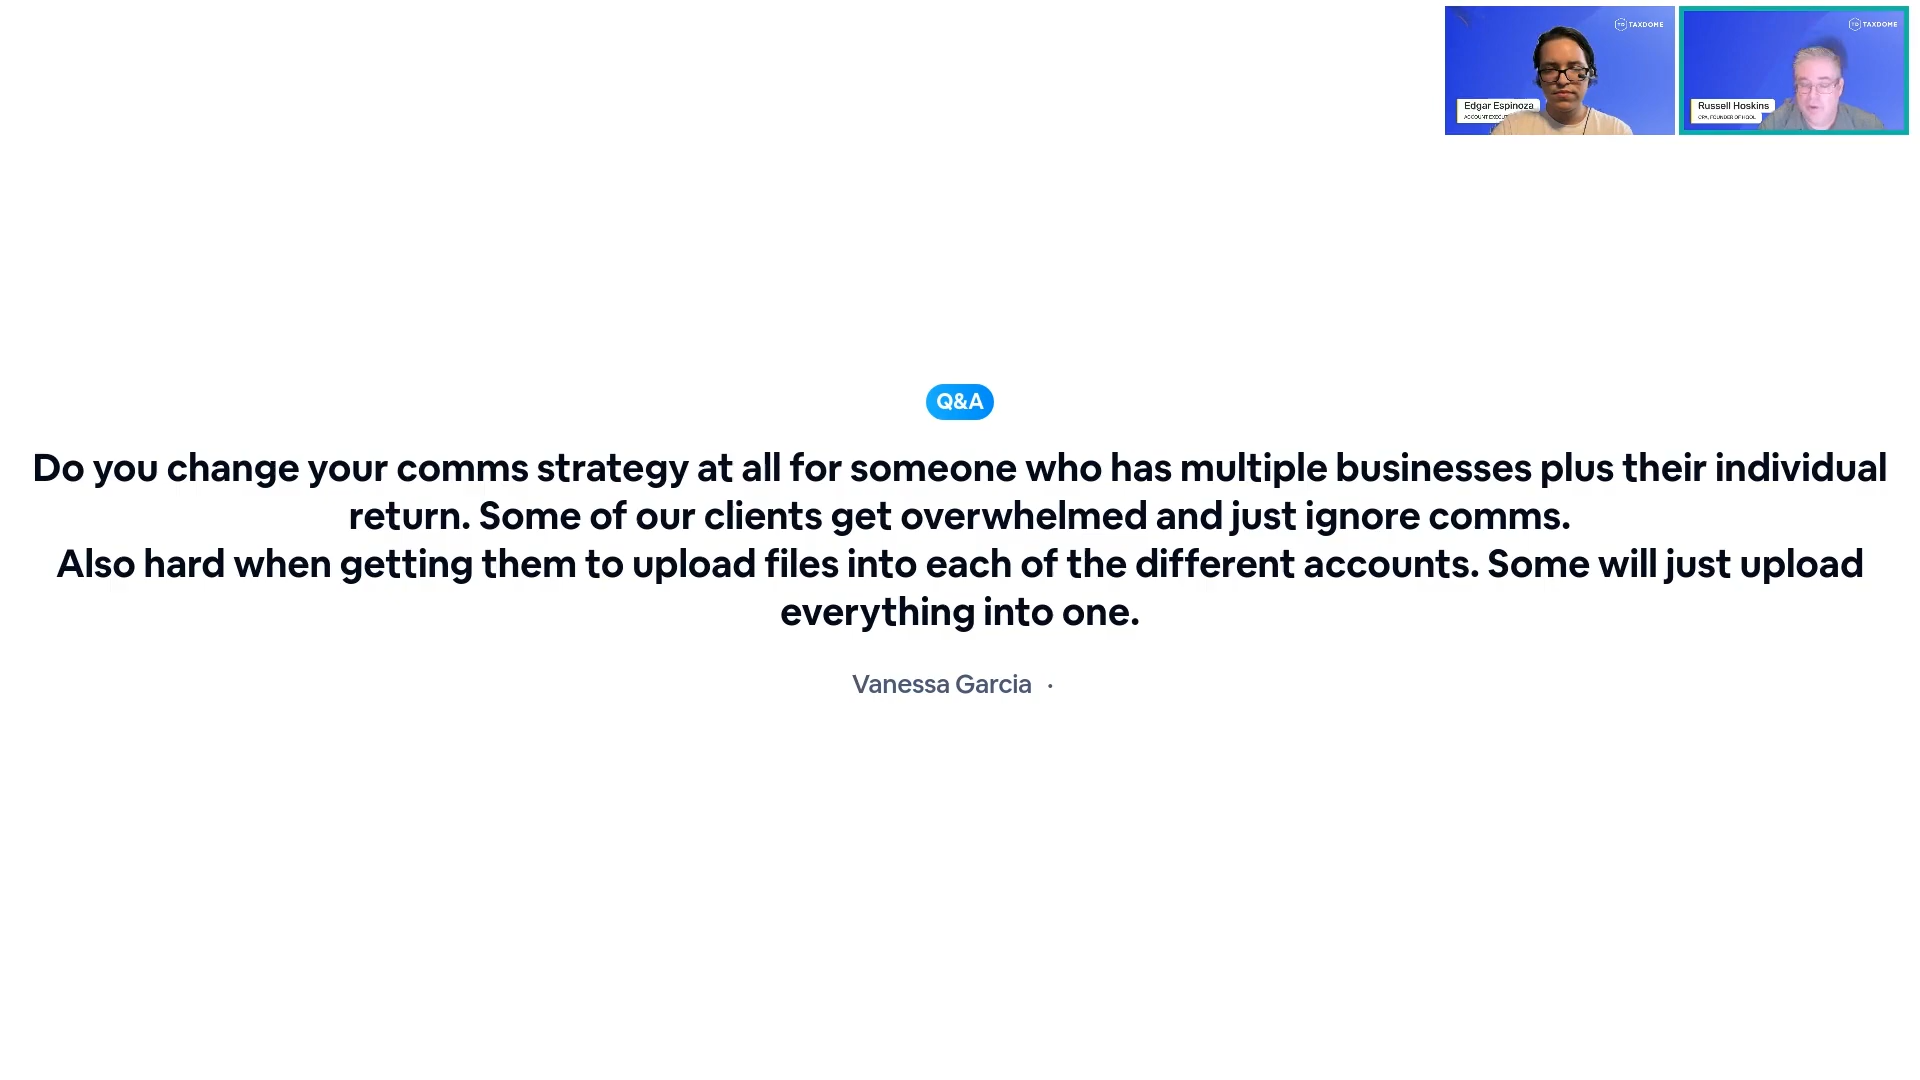 TAXDOME
Edgar Espinoza
TAXDOME
Russell Hoskins
Q&A
Do you change your comms strategy at all for someone who has multiple businesses plus their individual
return. Some of our clients get overwhelmed and just ignore comms.
Also hard when getting them to upload files into each of the different accounts. Some will just upload
everything into one.
Vanessa Garcia ·